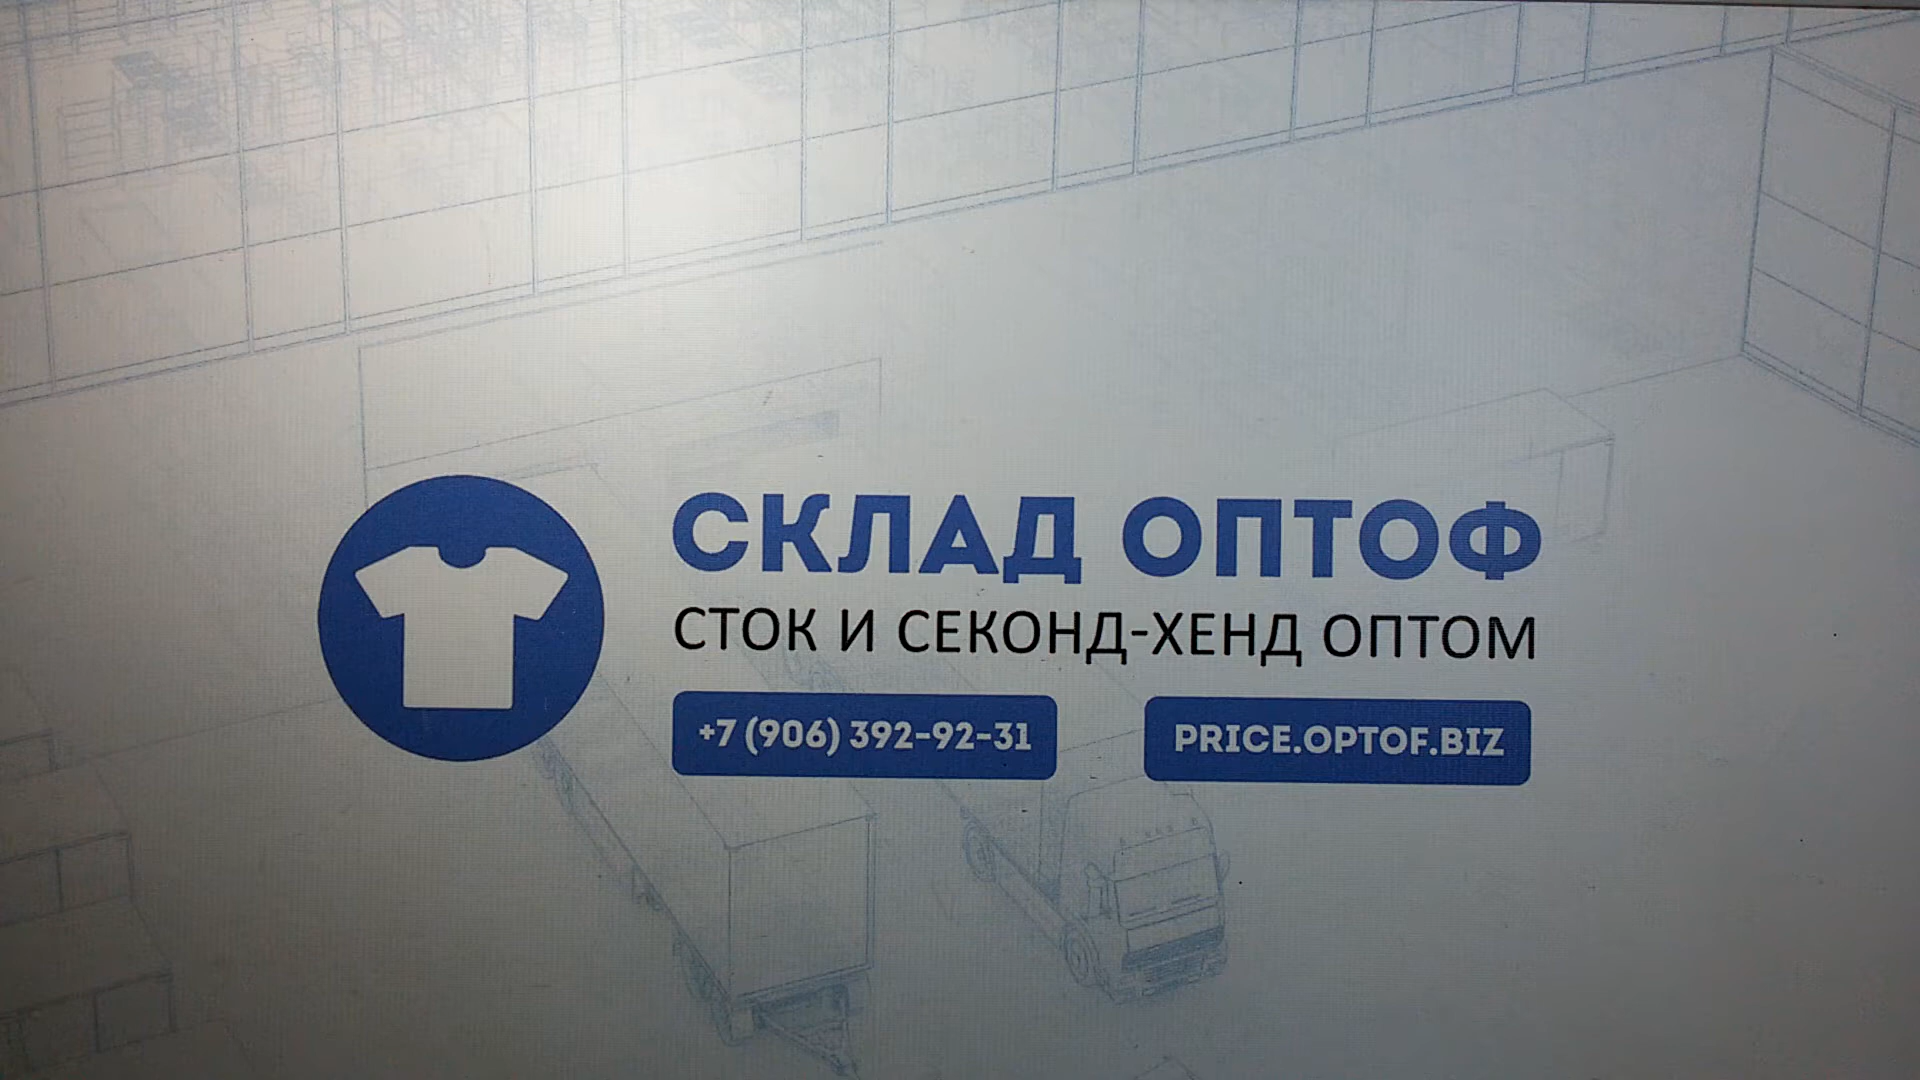 СКЛАД ОПТОФ
СТОК И СЕКОНД-ХЕНД ОПТОМ
+7 (906) 392-92-31
PRICE.OPTOF.BIZ